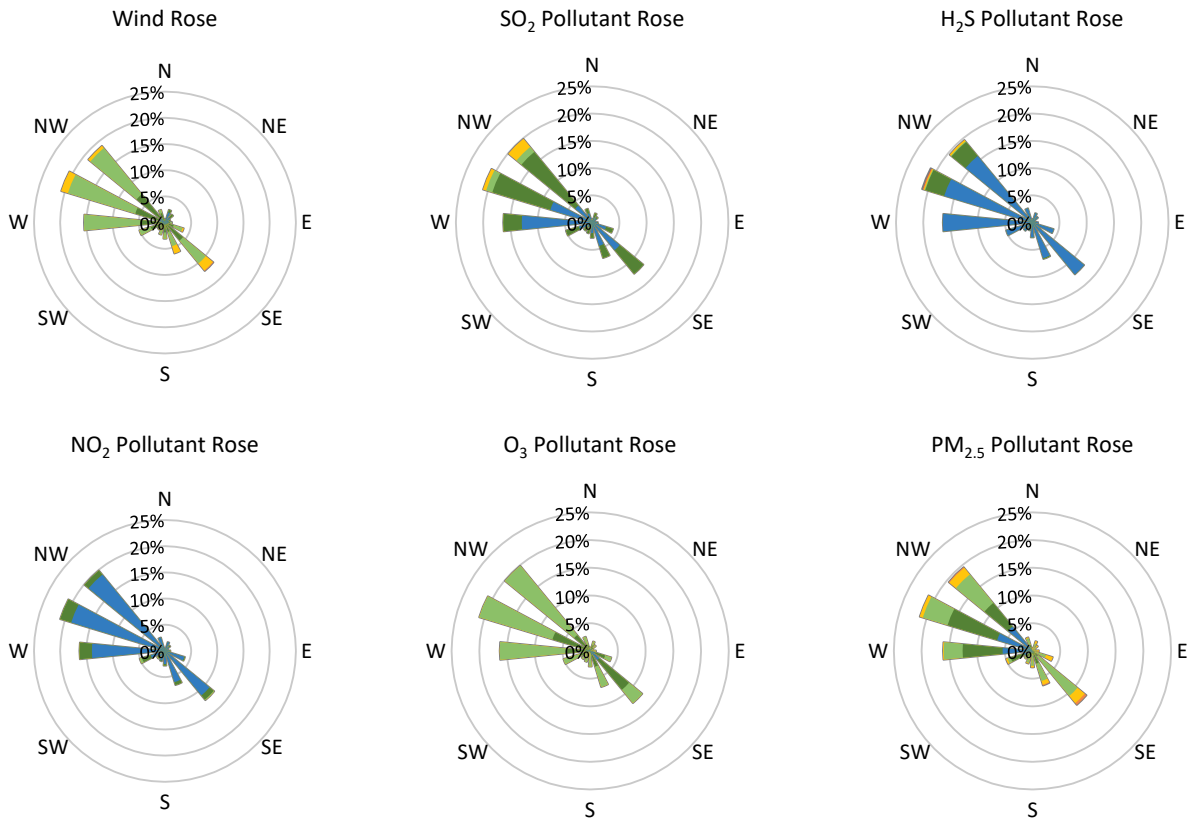 Wind Rose
N
25%
20%
15%
10%
5%
0%
NW
NE
W
E
SW
SE
S
SO2 Pollutant Rose
N
25%
20%
15%
10%
5%
0%
NW
NE
W
E
SW
SE
S
H2S Pollutant Rose
N
25%
20%
15%
10%
5%
0%
NW
NE
W
E
SW
SE
S
NO2 Pollutant Rose
N
25%
20%
15%
10%
5%
0%
NW
NE
W
E
SW
SE
S
O3 Pollutant Rose
N
25%
20%
15%
10%
5%
0%
NW
NE
W
E
SW
SE
S
PM2.5 Pollutant Rose
N
25%
20%
15%
10%
5%
0%
NW
NE
W
E
SW
SE
S